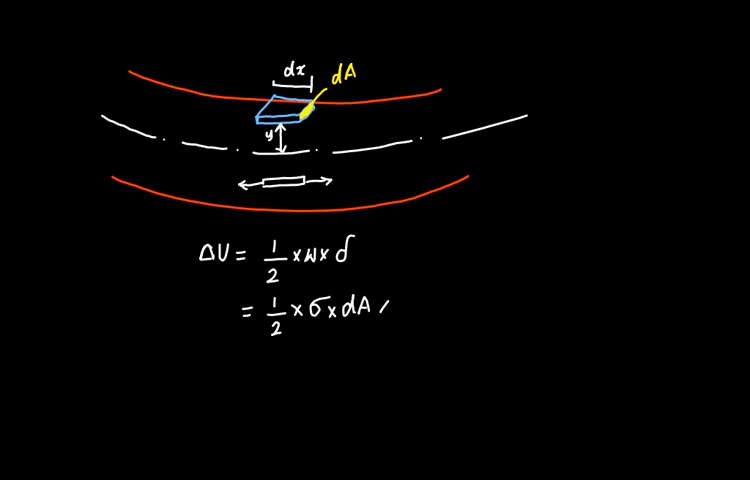 dx
dA
y
ΔU = 1/2 × W × δ
= 1/2 × σ × dA